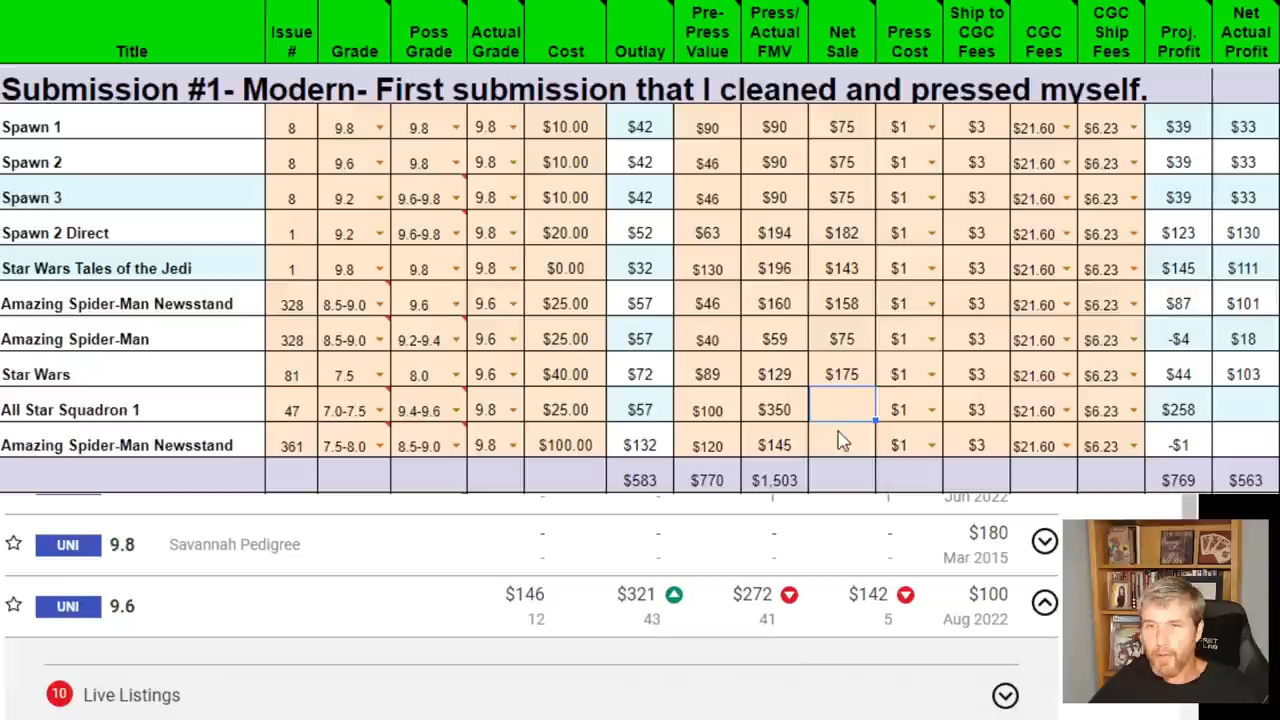 Title Issue # Grade Poss Grade Actual Grade Cost Outlay Pre-Press Value Press/ Actual FMV Net Sale Press Cost Ship to CGC Fees CGC Fees CGC Ship Fees Proj. Profit Net Actual Profit
Submission #1- Modern- First submission that I cleaned and pressed myself.
Spawn 1 8 9.8 9.8 9.8 $10.00 $42 $90 $90 $75 $1 $3 $21.60 $6.23 $39 $33
Spawn 2 8 9.6 9.8 9.8 $10.00 $42 $46 $90 $75 $1 $3 $21.60 $6.23 $39 $33
Spawn 3 8 9.2 9.6-9.8 9.8 $10.00 $42 $46 $90 $75 $1 $3 $21.60 $6.23 $39 $33
Spawn 2 Direct 1 9.2 9.6-9.8 9.8 $20.00 $52 $63 $194 $182 $1 $3 $21.60 $6.23 $123 $130
Star Wars Tales of the Jedi 1 9.8 9.8 9.8 $0.00 $32 $130 $196 $143 $1 $3 $21.60 $6.23 $145 $111
Amazing Spider-Man Newsstand 328 8.5-9.0 9.6 9.6 $25.00 $57 $46 $160 $158 $1 $3 $21.60 $6.23 $87 $101
Amazing Spider-Man 328 8.5-9.0 9.2-9.4 9.6 $25.00 $57 $40 $59 $75 $1 $3 $21.60 $6.23 -$4 $18
Star Wars 81 7.5 8.0 9.6 $40.00 $72 $89 $129 $175 $1 $3 $21.60 $6.23 $44 $103
All Star Squadron 1 47 7.0-7.5 9.4-9.6 9.8 $25.00 $57 $100 $350 $1 $3 $21.60 $6.23 $258
Amazing Spider-Man Newsstand 361 7.5-8.0 8.5-9.0 9.8 $100.00 $132 $120 $145 $1 $3 $21.60 $6.23 -$1
$583 $770 $1,503 $769 $563
- - 1 1 Jun 2022
UNI 9.8 Savannah Pedigree - - - - $180
- - - - Mar 2015
UNI 9.6 $146 $321 $272 $142 $100
12 43 41 5 Aug 2022
10 Live Listings